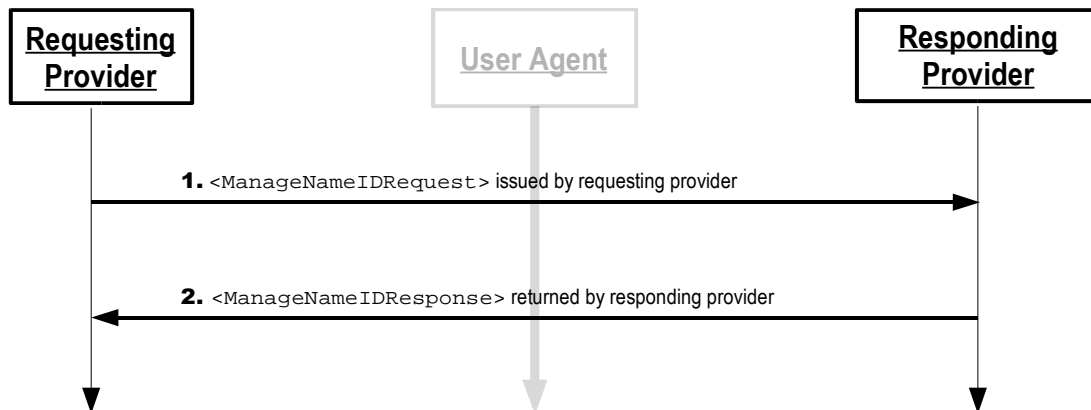 Requesting
Provider
User Agent
Responding
Provider
1. <ManageNameIDRequest> issued by requesting provider
2. <ManageNameIDResponse> returned by responding provider